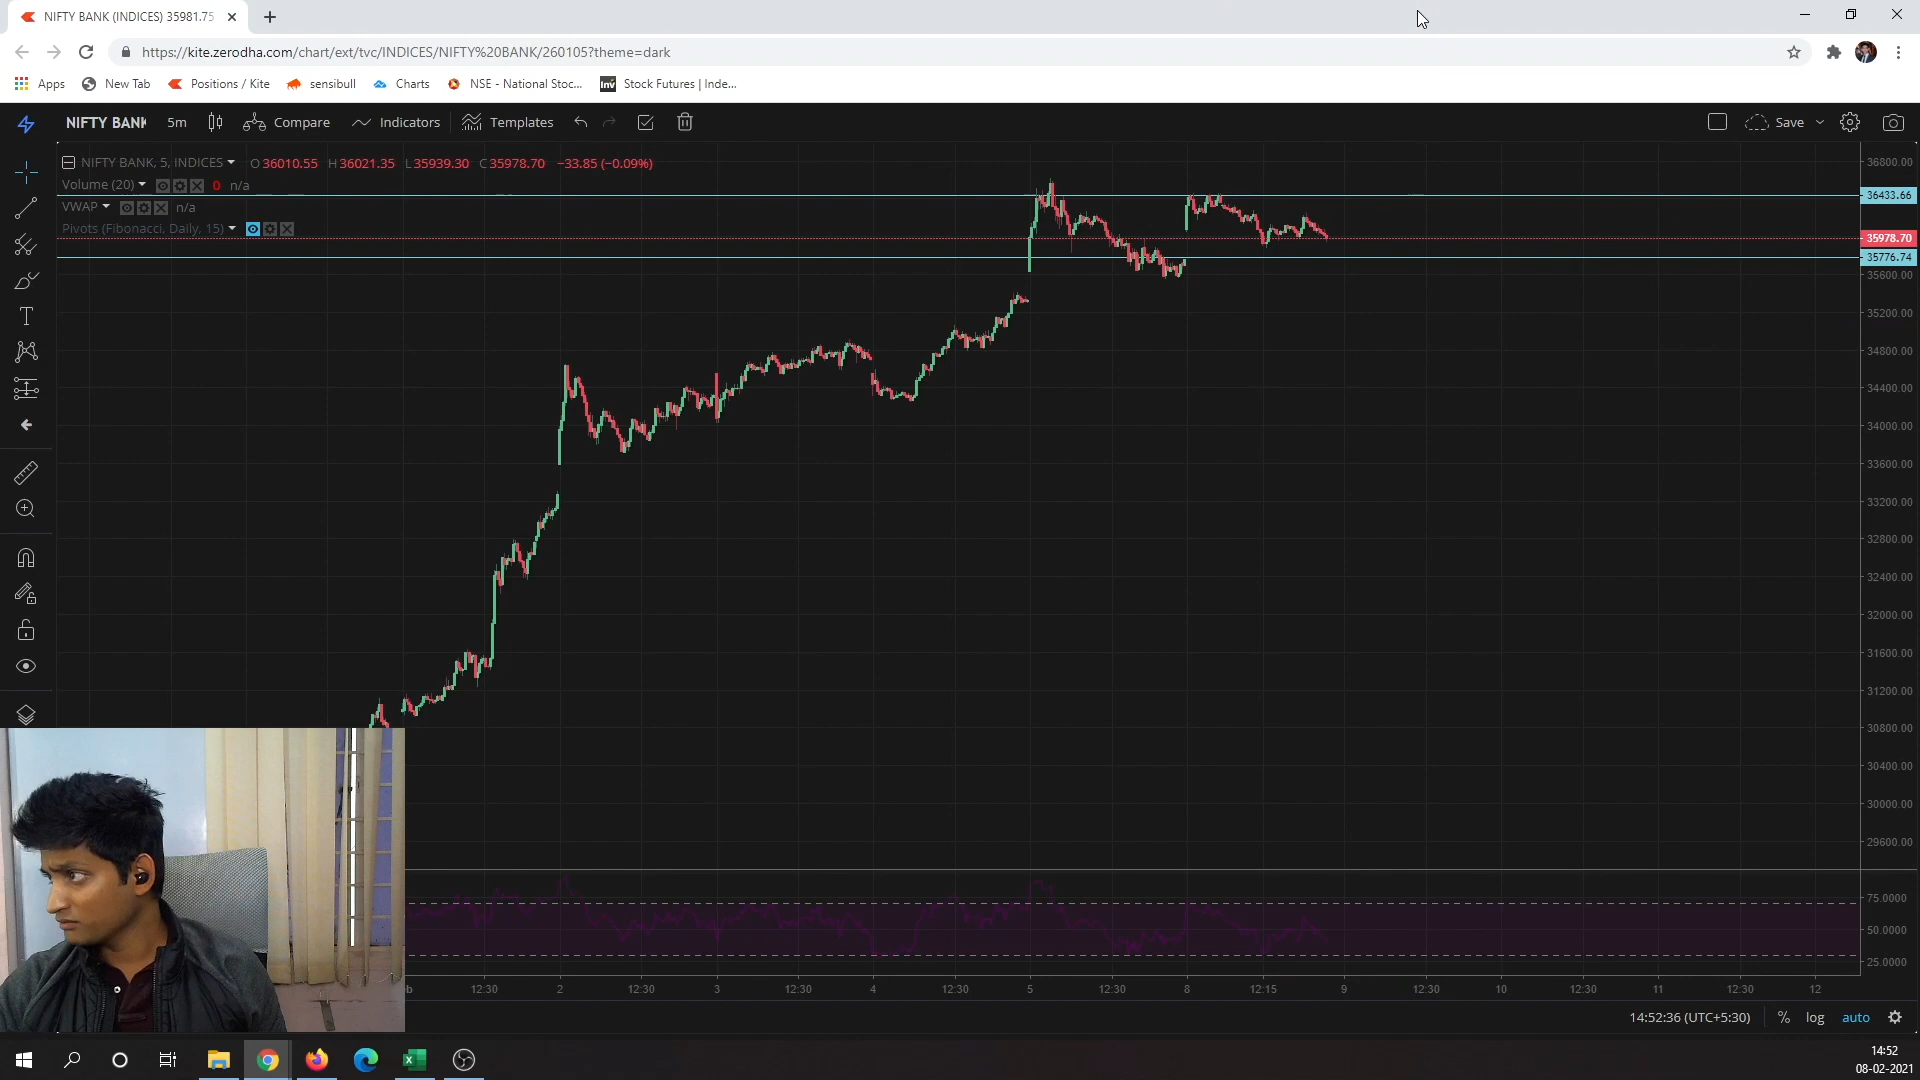 NIFTY BANK (INDICES) 35981.75
https://kite.zerodha.com/chart/ext/tvc/INDICES/NIFTY%20BANK/260105?theme=dark
Apps New Tab Positions / Kite sensibull Charts NSE - National Stoc... Inv Stock Futures | Inde...
NIFTY BANK 5m Compare Indicators Templates Save
NIFTY BANK, 5, INDICES O 36010.55 H 36021.35 L 35939.30 C 35978.70 −33.85 (−0.09%)
Volume (20) 0 n/a
VWAP n/a
Pivots (Fibonacci, Daily, 15)
T
36800.00
36433.66
35978.70
35776.74
35600.00
35200.00
34800.00
34400.00
34000.00
33600.00
33200.00
32800.00
32400.00
32000.00
31600.00
31200.00
30800.00
30400.00
30000.00
29600.00
75.0000
50.0000
25.0000
b 12:30 2 12:30 3 12:30 4 12:30 5 12:30 8 12:15 9 12:30 10 12:30 11 12:30 12
14:52:36 (UTC+5:30) % log auto
14:52
08-02-2021